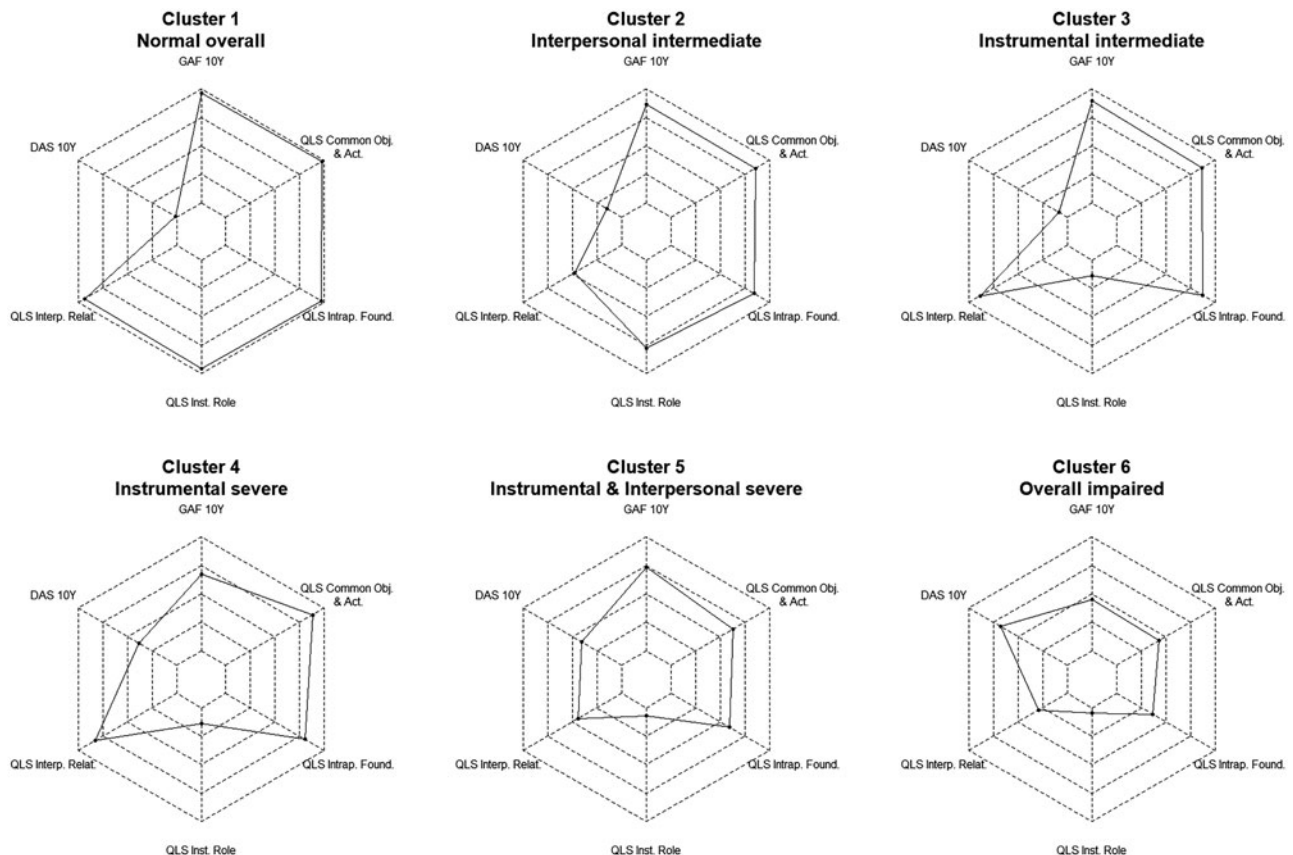 Cluster 1
Normal overall
GAF 10Y
DAS 10Y
QLS Common Obj.
& Act.
QLS Interp. Relat.
QLS Intrap. Found.
QLS Inst. Role
Cluster 2
Interpersonal intermediate
GAF 10Y
DAS 10Y
QLS Common Obj.
& Act.
QLS Interp. Relat.
QLS Intrap. Found.
QLS Inst. Role
Cluster 3
Instrumental intermediate
GAF 10Y
DAS 10Y
QLS Common Obj.
& Act.
QLS Interp. Relat.
QLS Intrap. Found.
QLS Inst. Role
Cluster 4
Instrumental severe
GAF 10Y
DAS 10Y
QLS Common Obj.
& Act.
QLS Interp. Relat.
QLS Intrap. Found.
QLS Inst. Role
Cluster 5
Instrumental & Interpersonal severe
GAF 10Y
DAS 10Y
QLS Common Obj.
& Act.
QLS Interp. Relat.
QLS Intrap. Found.
QLS Inst. Role
Cluster 6
Overall impaired
GAF 10Y
DAS 10Y
QLS Common Obj.
& Act.
QLS Interp. Relat.
QLS Intrap. Found.
QLS Inst. Role